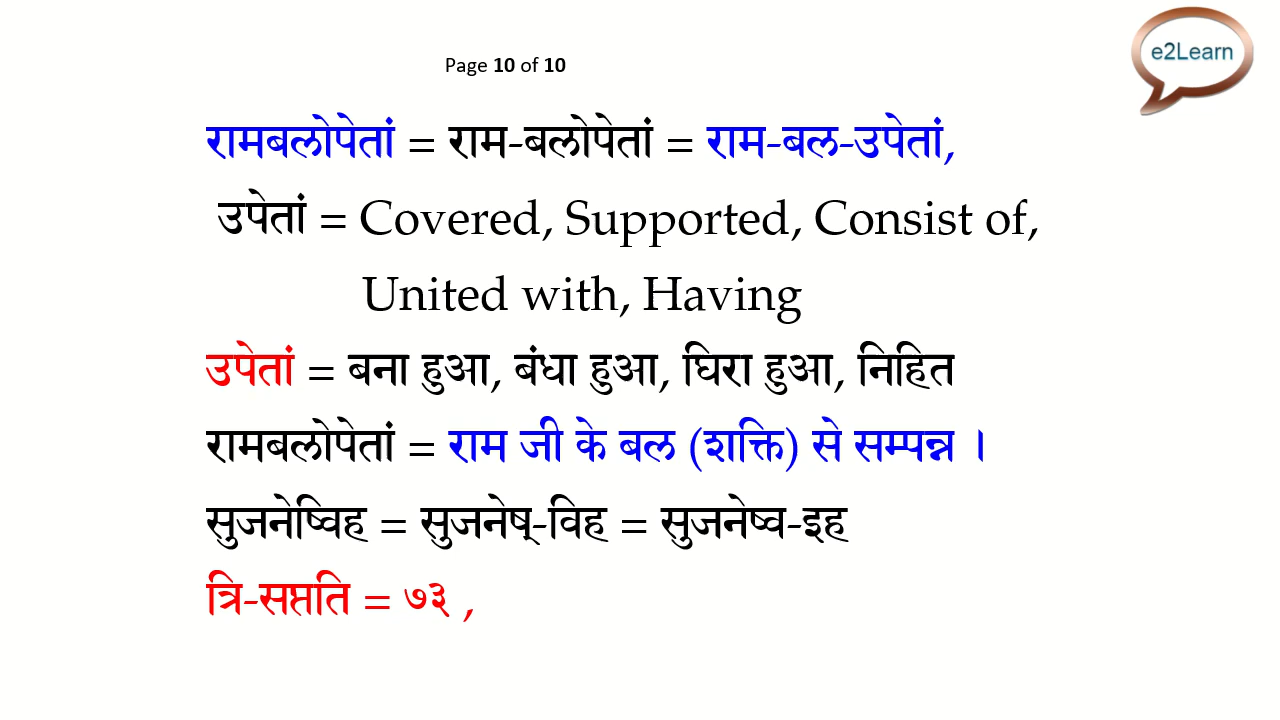 e2Learn
Page 10 of 10
रामबलोपेतां = राम-बलोपेतां = राम-बल-उपेतां,
उपेतां = Covered, Supported, Consist of,
United with, Having
उपेतां = बना हुआ, बंधा हुआ, घिरा हुआ, निहित
रामबलोपेतां = राम जी के बल (शक्ति) से सम्पन्न ।
सुजनेष्विह = सुजनेष्-विह = सुजनेष्व-इह
त्रि-सप्तति = ७३ ,